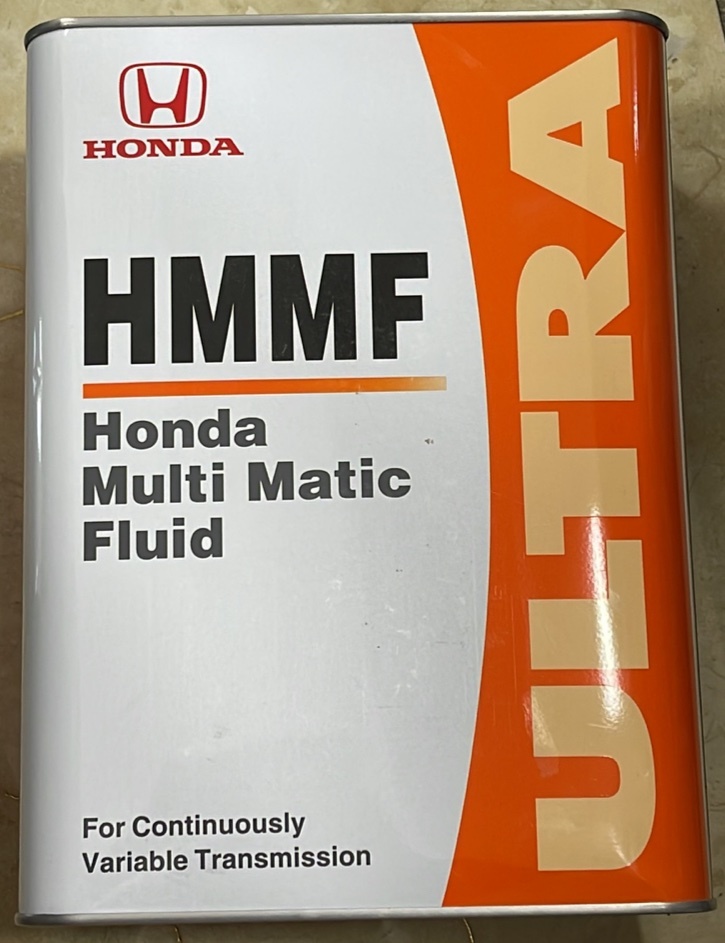 HONDA
HMMF
Honda
Multi Matic
Fluid
For Continuously
Variable Transmission
ULTRA